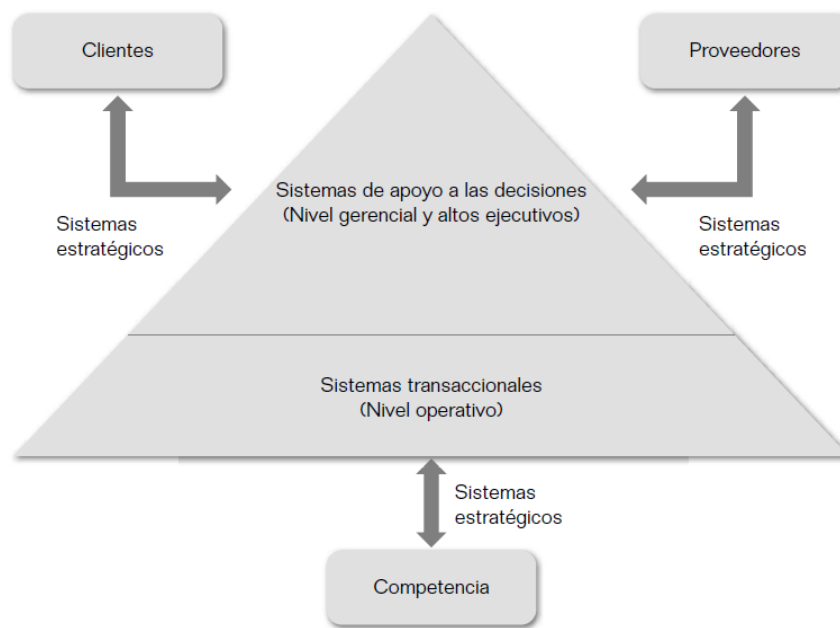 Clientes
Proveedores
Sistemas de apoyo a las decisiones
(Nivel gerencial y altos ejecutivos)
Sistemas
estratégicos
Sistemas
estratégicos
Sistemas transaccionales
(Nivel operativo)
Sistemas
estratégicos
Competencia